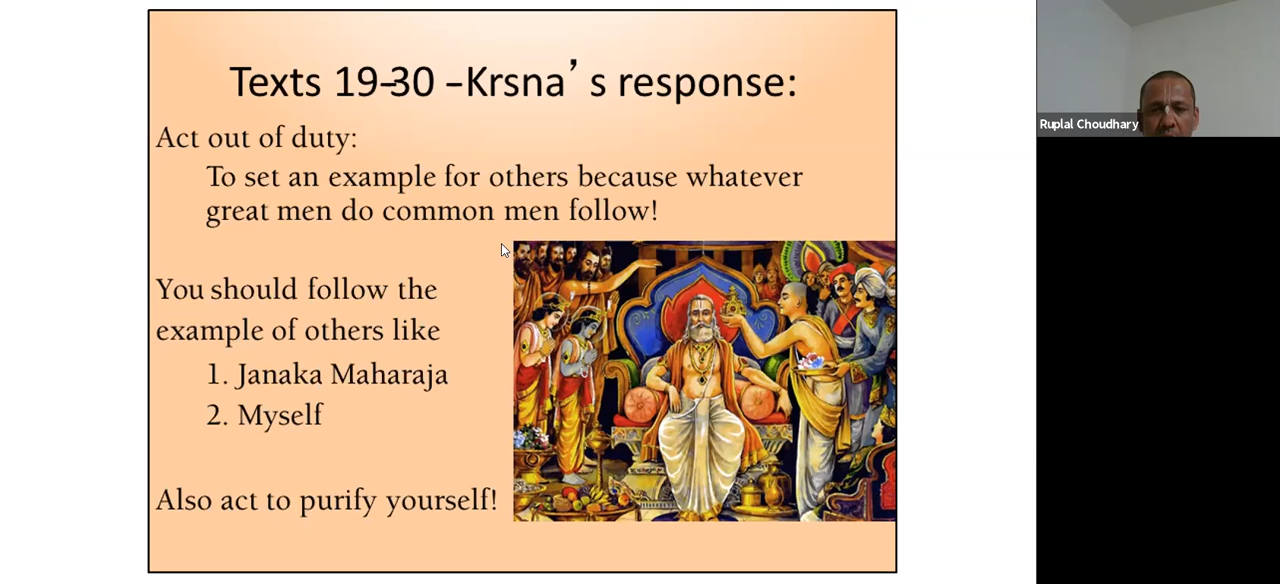 Texts 19-30 –Krsna’s response:
Act out of duty:
To set an example for others because whatever
great men do common men follow!
You should follow the
example of others like
1. Janaka Maharaja
2. Myself
Also act to purify yourself!
Ruplal Choudhary